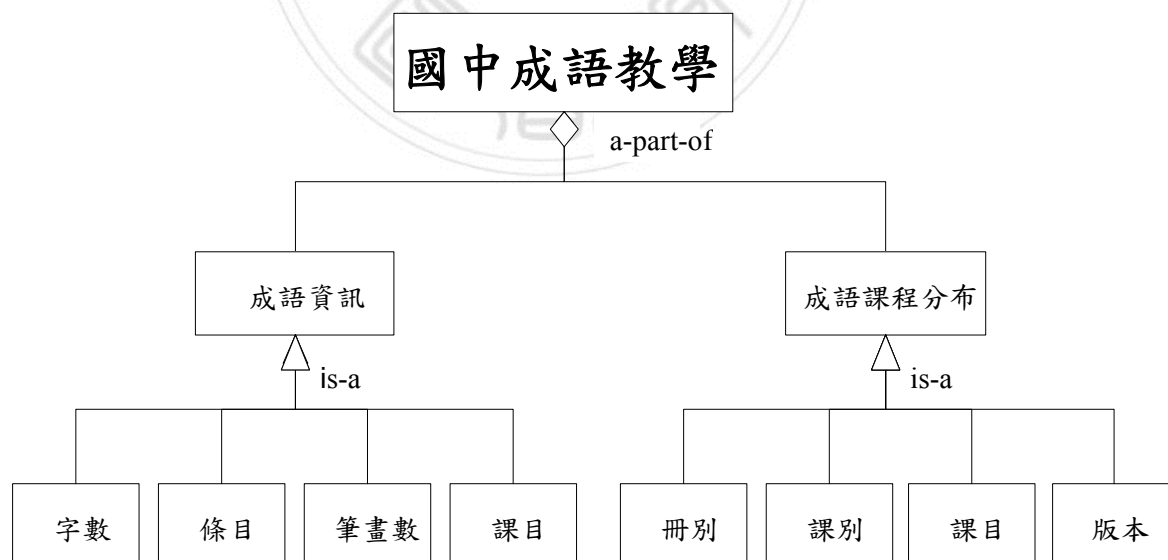 國中成語教學
a-part-of
成語資訊
成語課程分布
is-a
is-a
字數
條目
筆畫數
課目
冊別
課別
課目
版本